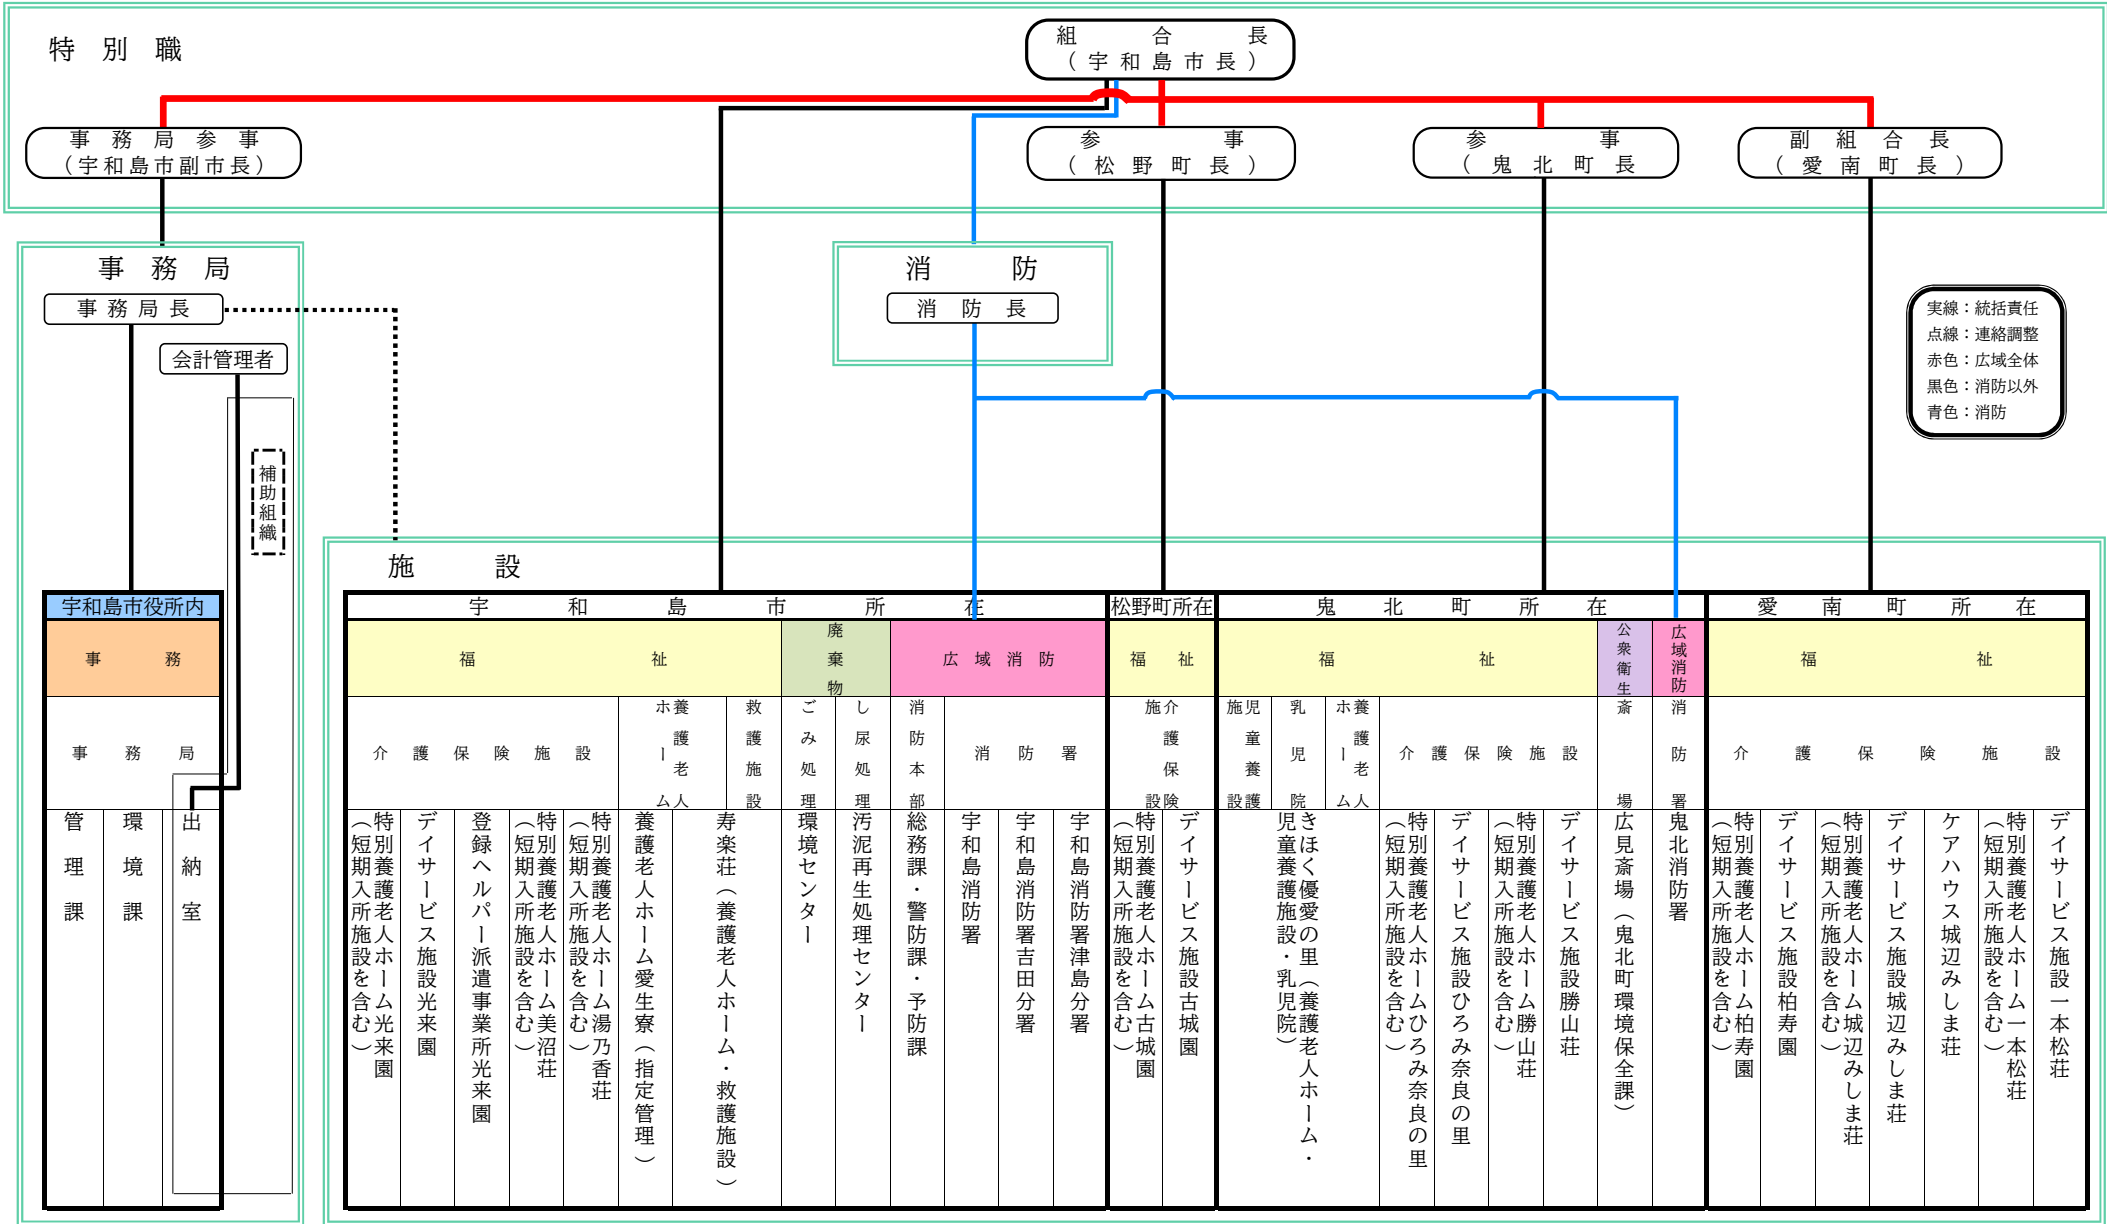 特別職
組合長
（宇和島市長）
事務局参事
（宇和島市副市長）
参事
（松野町長）
参事
（鬼北町長
副組合長
（愛南町長）
事務局
事務局長
会計管理者
補助組織
消防
消防長
実線：統括責任
点線：連絡調整
赤色：広域全体
黒色：消防以外
青色：消防
施設
宇和島市役所内
事務
事務局
管理課
環境課
出納室
宇和島市所在
松野町所在
鬼北町所在
愛南町所在
福祉
廃棄物
広域消防
福祉
福祉
公衆衛生
広域消防
福祉
介護保険施設
養護老人
ホーム
救護施設
ごみ処理
し尿処理
消防本部
消防署
介護保険
施設
児童養護
施設
乳児院
養護老人
ホーム
介護保険施設
斎場
消防署
介護保険施設
特別養護老人ホーム光来園
（短期入所施設を含む）
デイサービス施設光来園
登録ヘルパー派遣事業所光来園
特別養護老人ホーム美沼荘
（短期入所施設を含む）
特別養護老人ホーム湯乃香荘
（短期入所施設を含む）
養護老人ホーム愛生寮（指定管理）
寿楽荘（養護老人ホーム・救護施設）
環境センター
汚泥再生処理センター
総務課・警防課・予防課
宇和島消防署
宇和島消防署吉田分署
宇和島消防署津島分署
特別養護老人ホーム古城園
（短期入所施設を含む）
デイサービス施設古城園
きほく優愛の里（養護老人ホーム・
児童養護施設・乳児院）
特別養護老人ホームひろみ奈良の里
（短期入所施設を含む）
デイサービス施設ひろみ奈良の里
特別養護老人ホーム勝山荘
（短期入所施設を含む）
デイサービス施設勝山荘
広見斎場（鬼北町環境保全課）
鬼北消防署
特別養護老人ホーム柏寿園
（短期入所施設を含む）
デイサービス施設柏寿園
特別養護老人ホーム城辺みしま荘
（短期入所施設を含む）
デイサービス施設城辺みしま荘
ケアハウス城辺みしま荘
特別養護老人ホーム一本松荘
（短期入所施設を含む）
デイサービス施設一本松荘